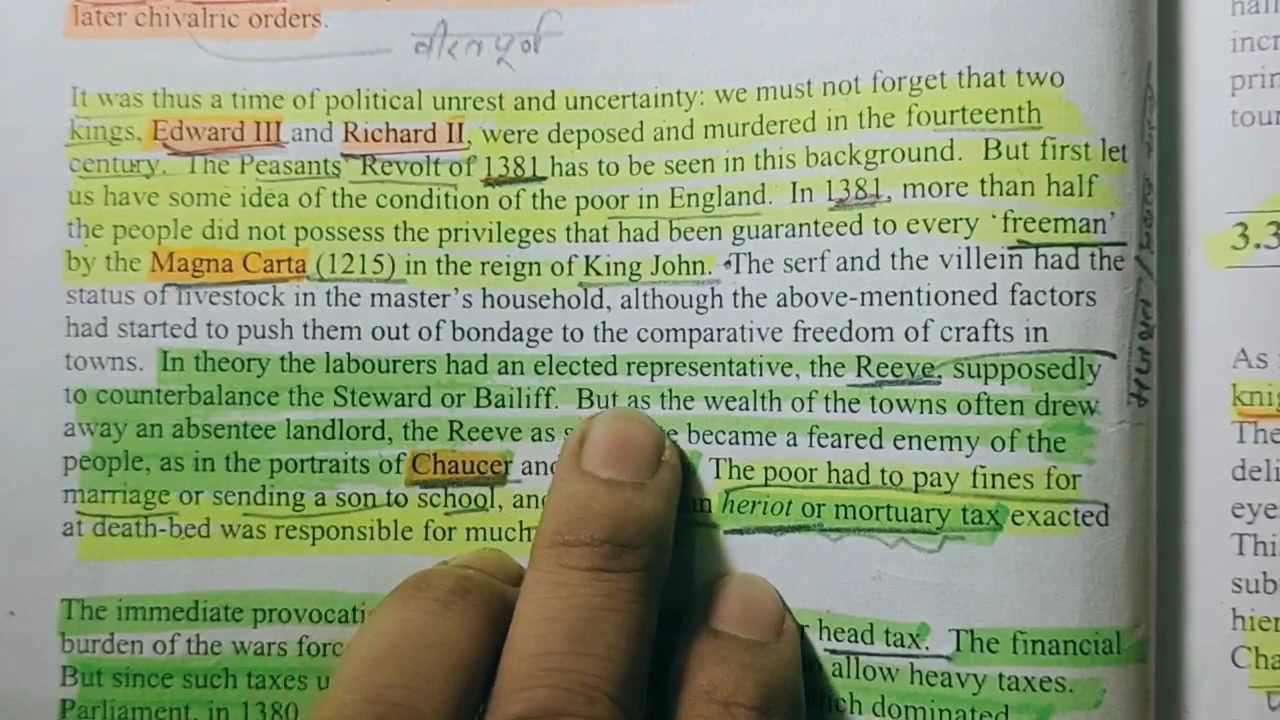 later chivalric orders.
वीरतापूर्ण
It was thus a time of political unrest and uncertainty: we must not forget that two
kings. Edward III and Richard II, were deposed and murdered in the fourteenth
century. The Peasants' Revolt of 1381 has to be seen in this background. But first let
us have some idea of the condition of the poor in England. In 1381, more than half
the people did not possess the privileges that had been guaranteed to every 'freeman'
by the Magna Carta (1215) in the reign of King John. The serf and the villein had the
status of livestock in the master's household, although the above-mentioned factors
had started to push them out of bondage to the comparative freedom of crafts in
towns. In theory the labourers had an elected representative, the Reeve, supposedly
to counterbalance the Steward or Bailiff. But as the wealth of the towns often drew
away an absentee landlord, the Reeve as became a feared enemy of the
people, as in the portraits of Chaucer The poor had to pay fines for
marriage or sending a son to school, heriot or mortuary tax exacted
at death-bed was responsible for much
The immediate head tax. The financial
burden of the wars allow heavy taxes.
But since such taxes dominated
Parliament, in 1380
3.3
As
The
eye